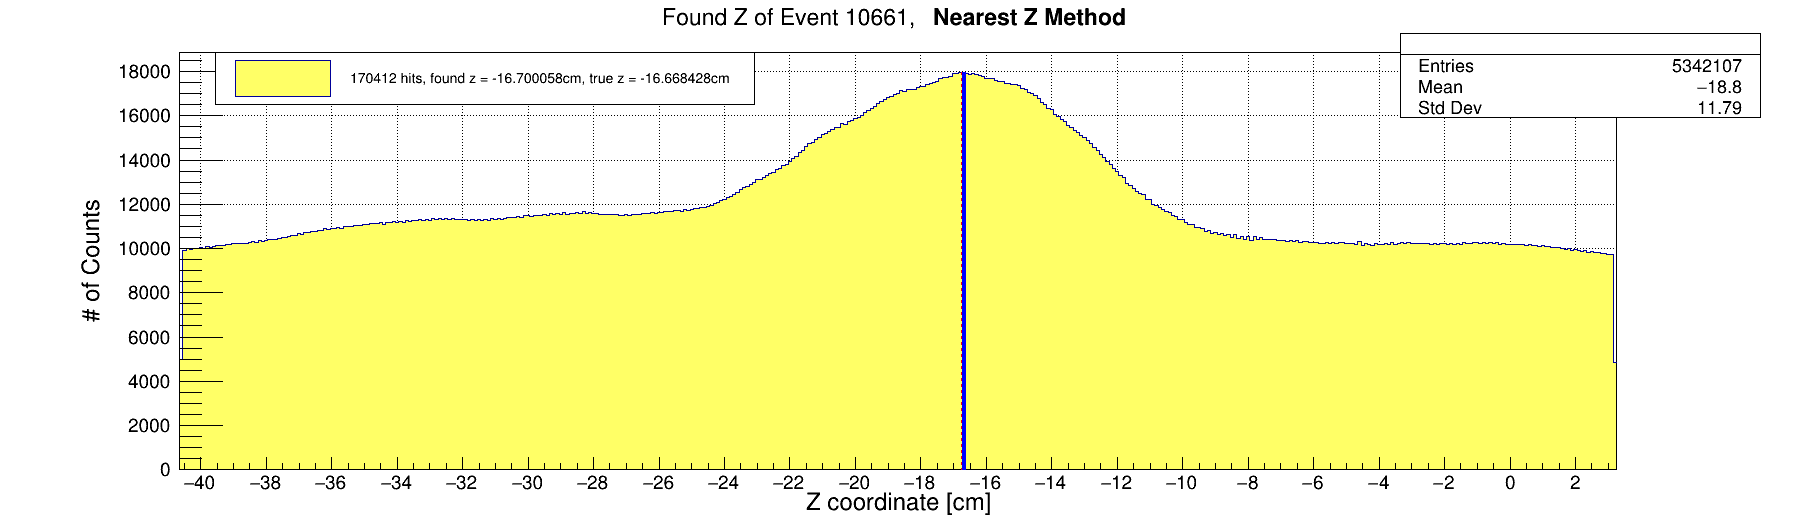 Found Z of Event 10661, Nearest Z Method
170412 hits, found z = -16.700058cm, true z = -16.668428cm
Entries 5342107
Mean −18.8
Std Dev 11.79
# of Counts
18000
16000
14000
12000
10000
8000
6000
4000
2000
0
−40 −38 −36 −34 −32 −30 −28 −26 −24 −22 −20 −18 −16 −14 −12 −10 −8 −6 −4 −2 0 2
Z coordinate [cm]